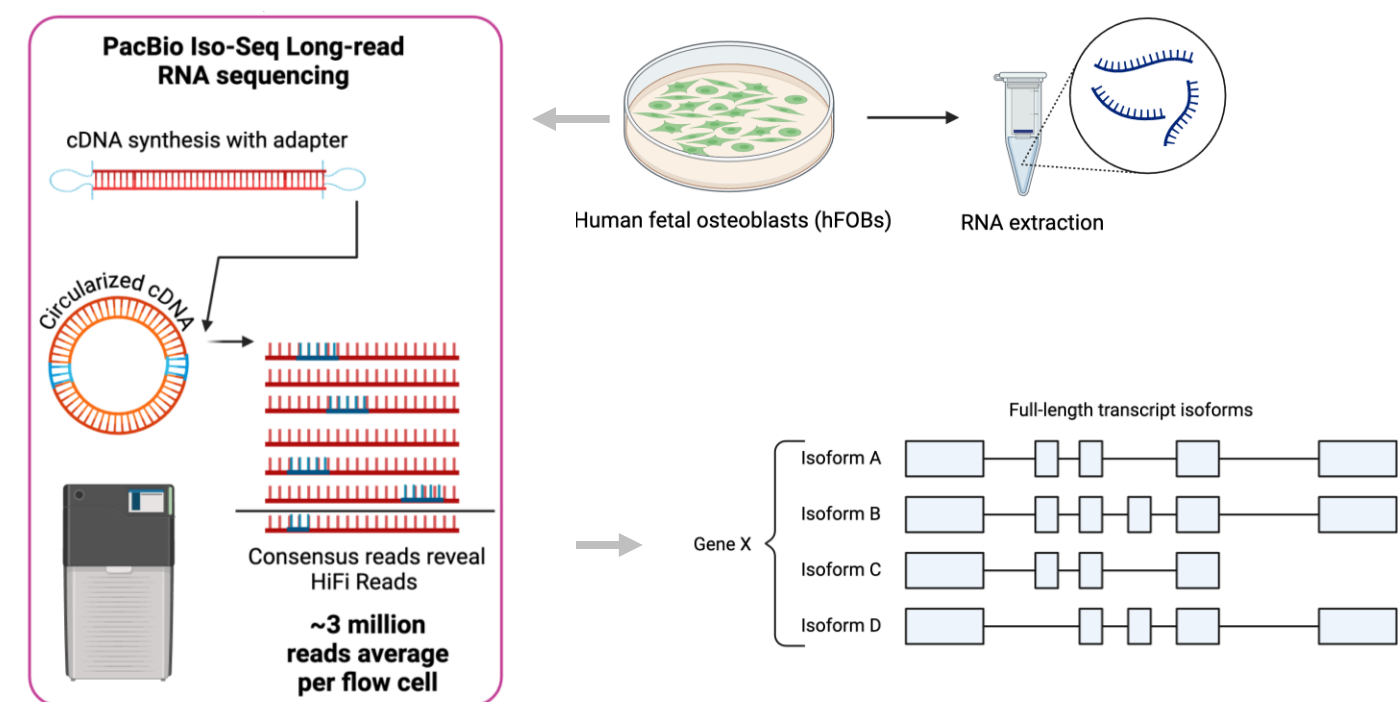 PacBio Iso-Seq Long-read
RNA sequencing
cDNA synthesis with adapter
Circularized cDNA
Consensus reads reveal
HiFi Reads
~3 million
reads average
per flow cell
Human fetal osteoblasts (hFOBs)
RNA extraction
Full-length transcript isoforms
Gene X
Isoform A
Isoform B
Isoform C
Isoform D